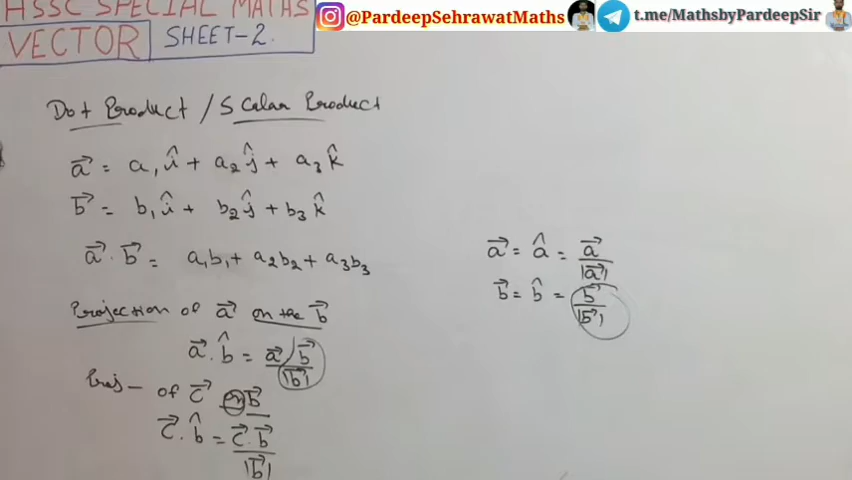 HSSC SPECIAL MATHS
VECTOR SHEET-2.
@PardeepSehrawatMaths
t.me/MathsbyPardeepSir
Dot Product / Scalar Product
a⃗ = a₁î + a₂ĵ + a₃k̂
b⃗ = b₁î + b₂ĵ + b₃k̂
a⃗ · b⃗ = a₁b₁ + a₂b₂ + a₃b₃
Projection of a⃗ on the b⃗
a⃗ · b̂ = a⃗ · b⃗ / |b⃗|
Proj – of c⃗ on b⃗
c⃗ · b̂ = c⃗ · b⃗ / |b⃗|
a⃗ = â = a⃗ / |a⃗|
b⃗ = b̂ = b⃗ / |b⃗|